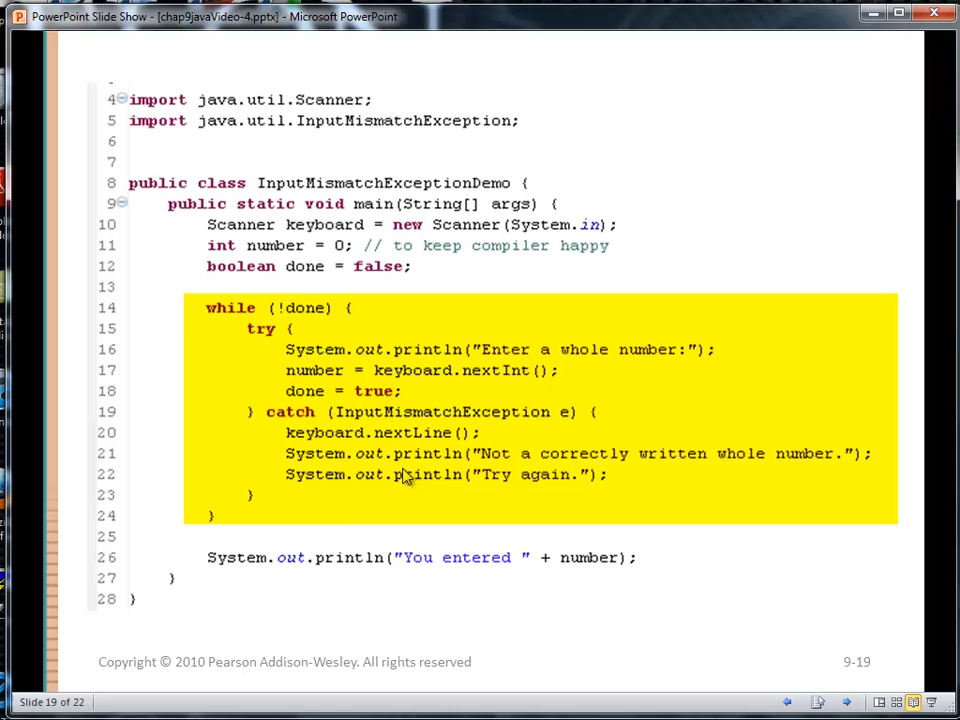 PowerPoint Slide Show - [chap9javaVideo-4.pptx] - Microsoft PowerPoint
4 import java.util.Scanner;
5 import java.util.InputMismatchException;
6
7
8 public class InputMismatchExceptionDemo {
9 public static void main(String[] args) {
10 Scanner keyboard = new Scanner(System.in);
11 int number = 0; // to keep compiler happy
12 boolean done = false;
13
14 while (!done) {
15 try {
16 System.out.println("Enter a whole number:");
17 number = keyboard.nextInt();
18 done = true;
19 } catch (InputMismatchException e) {
20 keyboard.nextLine();
21 System.out.println("Not a correctly written whole number.");
22 System.out.println("Try again.");
23 }
24 }
25
26 System.out.println("You entered " + number);
27 }
28 }
Copyright © 2010 Pearson Addison-Wesley. All rights reserved
9-19
Slide 19 of 22